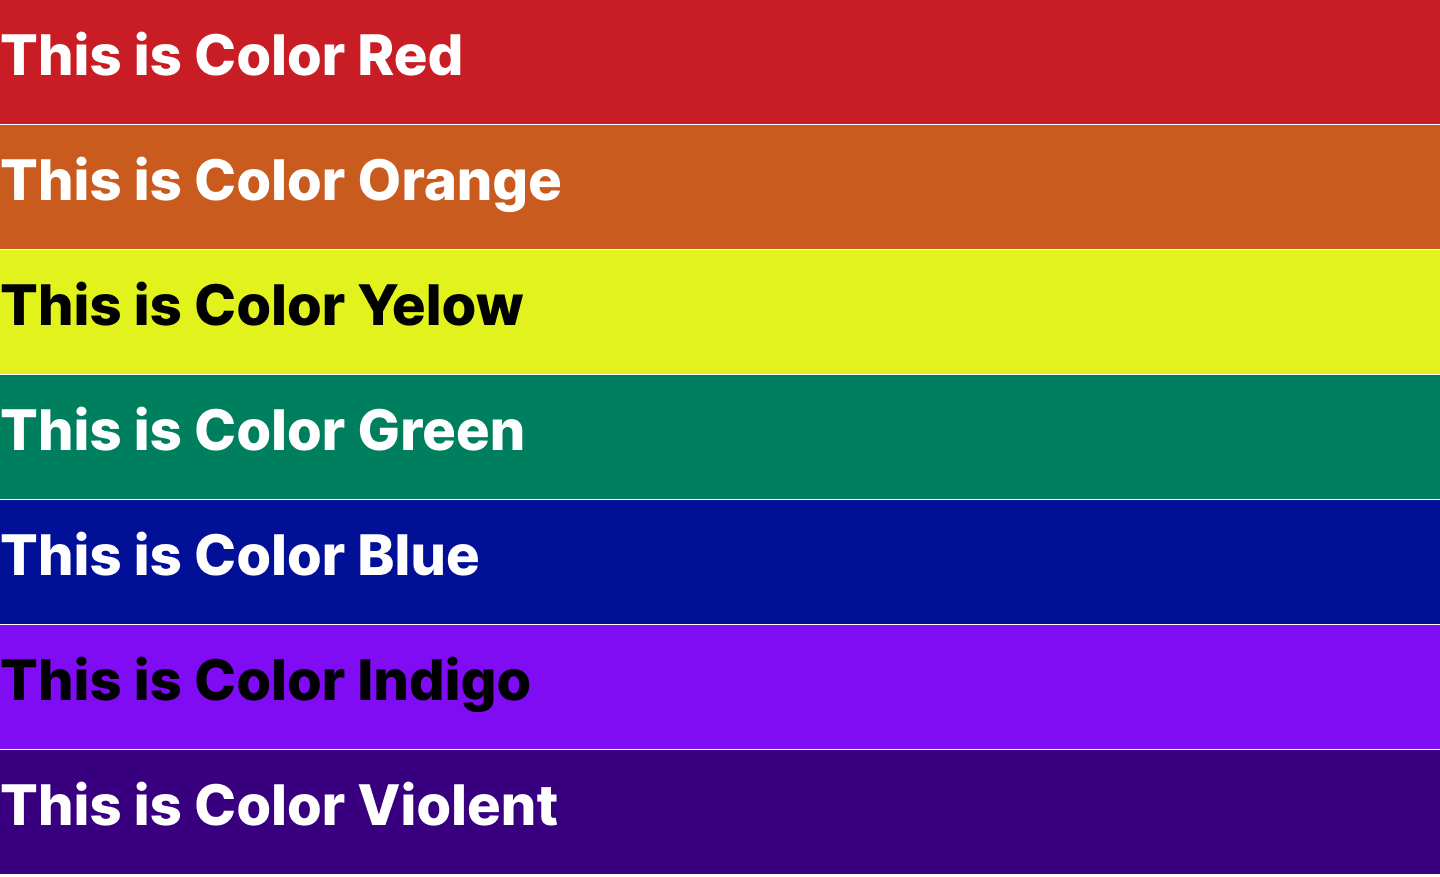 This is Color Red
This is Color Orange
This is Color Yelow
This is Color Green
This is Color Blue
This is Color Indigo
This is Color Violent